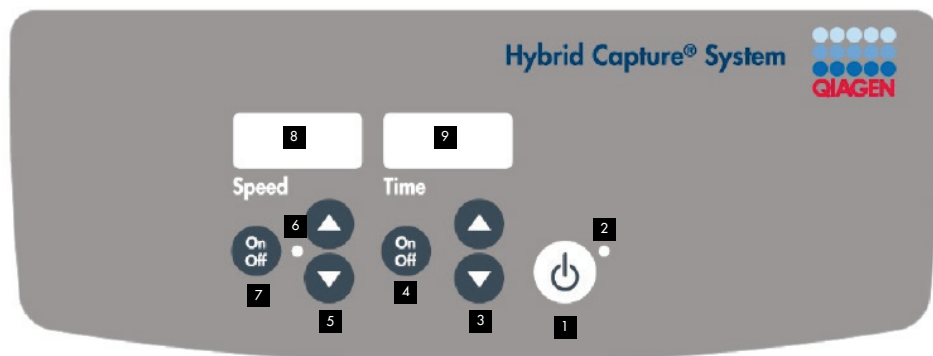 Hybrid Capture® System
QIAGEN
8
9
Speed
Time
6
2
On
Off
On
Off
7
4
5
3
1